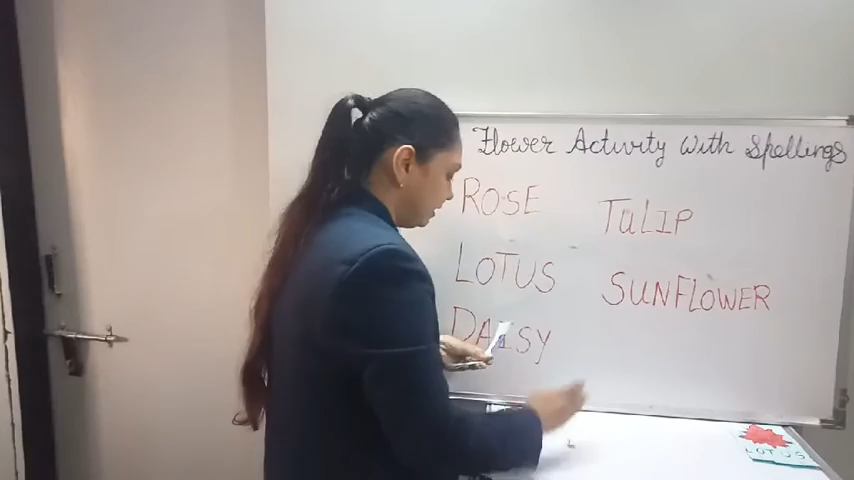 Flower Activity with Spellings
ROSE
TULIP
LOTUS
SUNFLOWER
DAISY
LOTUS